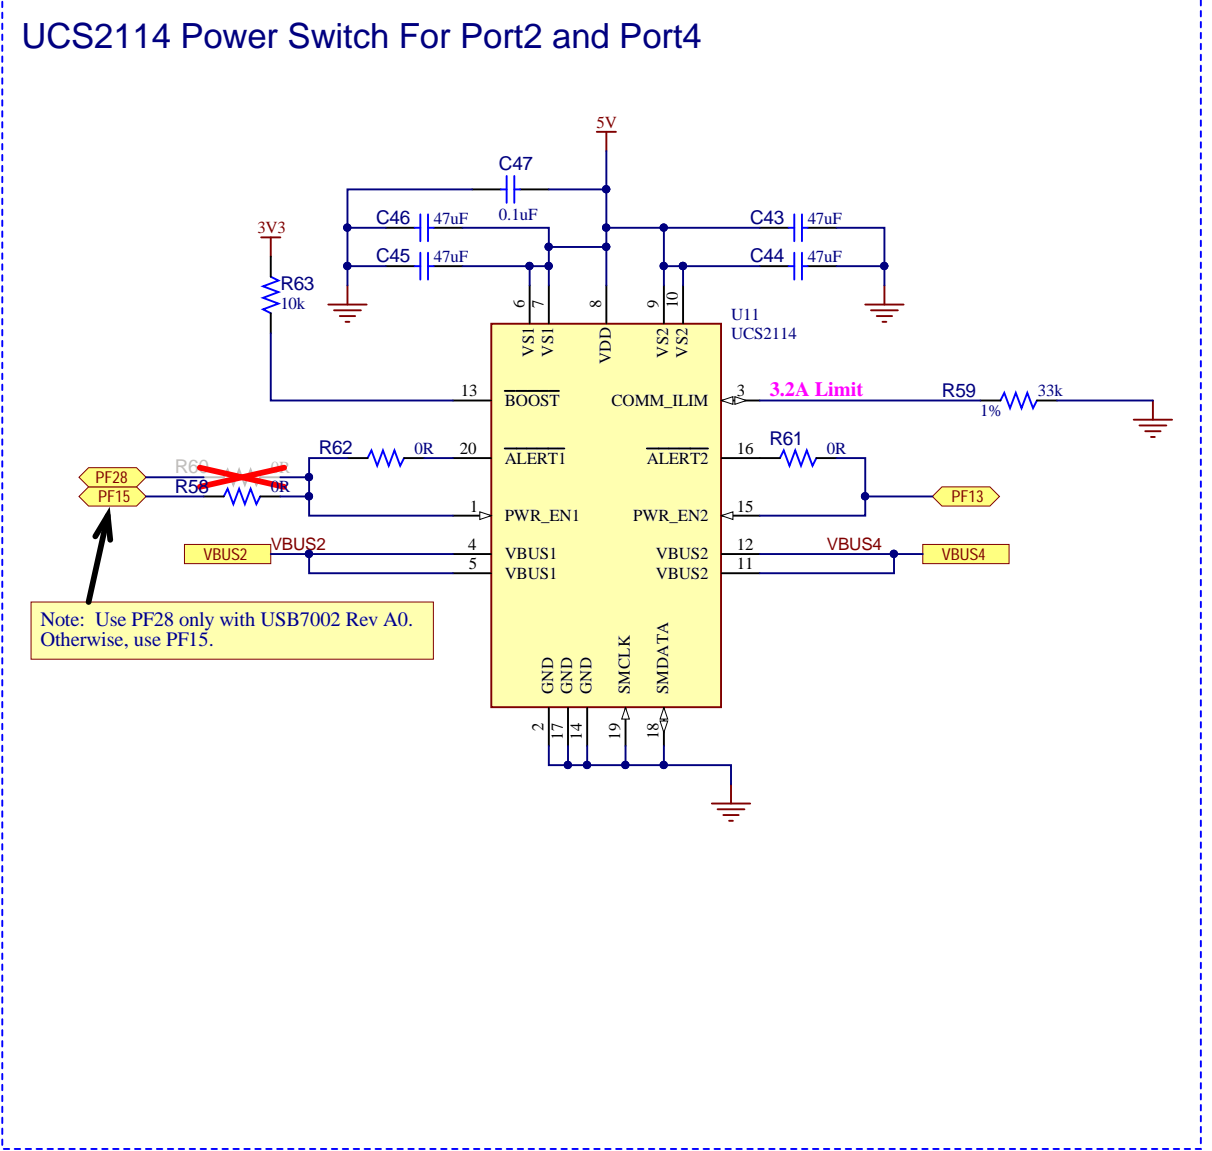 UCS2114 Power Switch For Port2 and Port4
5V
C47
0.1uF
C46 47uF
C45 47uF
C43 47uF
C44 47uF
3V3
R63
10k
6 7 8 9 10
VS1 VS1 VDD VS2 VS2
U11
UCS2114
13 BOOST
COMM_ILIM 3 3.2A Limit R59 33k
1%
R62 0R 20 ALERT1
ALERT2 16 R61 0R
PF28 0R
PF15 R58 0R
PF13
1 PWR_EN1
PWR_EN2 15
VBUS2 VBUS2 4 VBUS1
5 VBUS1
VBUS2 12 VBUS4 VBUS4
VBUS2 11
Note: Use PF28 only with USB7002 Rev A0.
Otherwise, use PF15.
GND GND GND SMCLK SMDATA
2 17 14 19 18